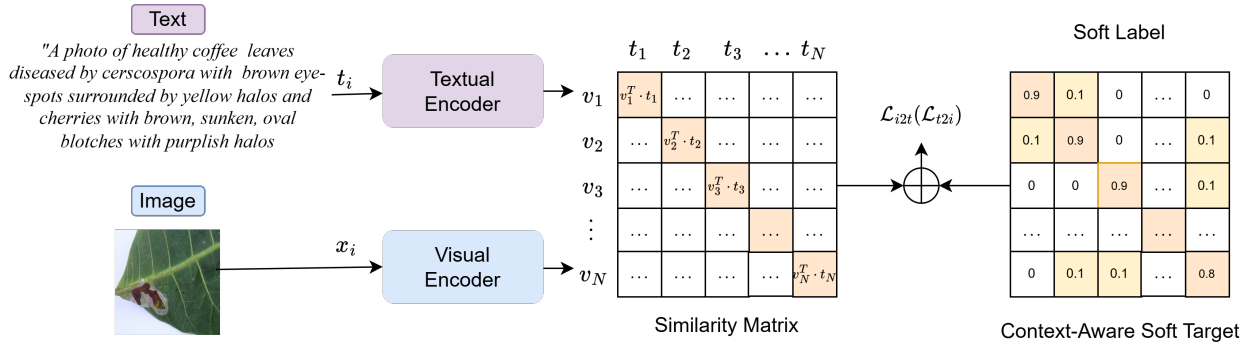 Text
"A photo of healthy coffee leaves
diseased by cerscospora with brown eye-
spots surrounded by yellow halos and
cherries with brown, sunken, oval
blotches with purplish halos
t_i
Textual
Encoder
Image
x_i
Visual
Encoder
t_1 t_2 t_3 ... t_N
v_1 v_1^T · t_1 ... ... ... ...
v_2 ... v_2^T · t_2 ... ... ...
v_3 ... ... v_3^T · t_3 ... ...
⋮ ... ... ... ... ...
v_N ... ... ... ... v_N^T · t_N
Similarity Matrix
ℒ_{i2t}(ℒ_{t2i})
Soft Label
0.9 0.1 0 ... 0
0.1 0.9 0 ... 0.1
0 0 0.9 ... 0.1
... ... ... ... ...
0 0.1 0.1 ... 0.8
Context-Aware Soft Target